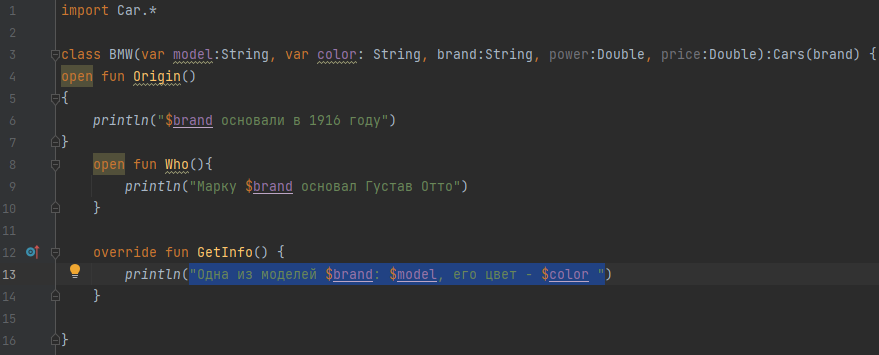 1 import Car.*
2
3 class BMW(var model:String, var color: String, brand:String, power:Double, price:Double):Cars(brand) {
4 open fun Origin()
5 {
6 println("$brand основали в 1916 году")
7 }
8 open fun Who(){
9 println("Марку $brand основал Густав Отто")
10 }
11
12 override fun GetInfo() {
13 println("Одна из моделей $brand: $model, его цвет - $color ")
14 }
15
16 }